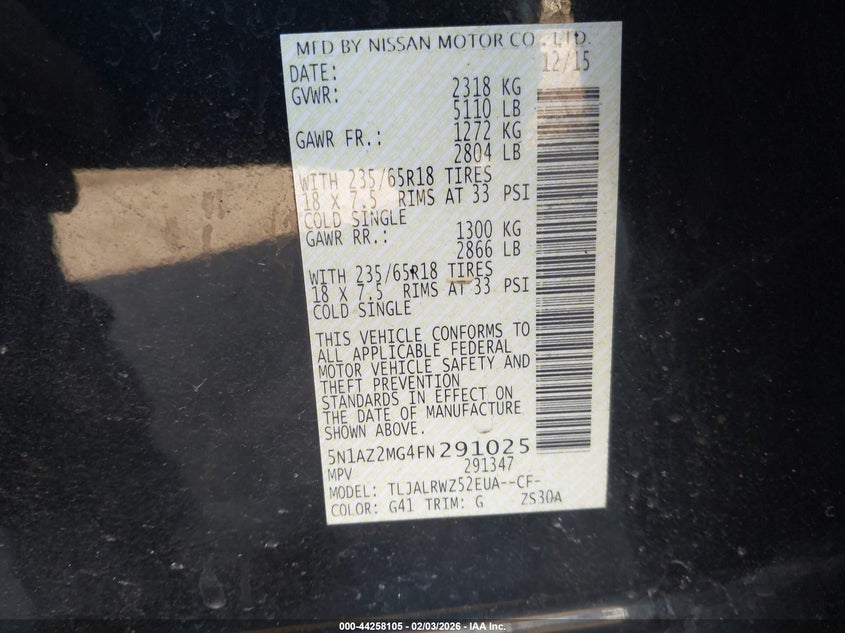 MFD BY NISSAN MOTOR CO., LTD.
DATE: 12/15
GVWR: 2318 KG
5110 LB
GAWR FR.: 1272 KG
2804 LB
WITH 235/65R18 TIRES
18 X 7.5 RIMS AT 33 PSI
COLD SINGLE
GAWR RR.: 1300 KG
2866 LB
WITH 235/65R18 TIRES
18 X 7.5 RIMS AT 33 PSI
COLD SINGLE
THIS VEHICLE CONFORMS TO
ALL APPLICABLE FEDERAL
MOTOR VEHICLE SAFETY AND
THEFT PREVENTION
STANDARDS IN EFFECT ON
THE DATE OF MANUFACTURE
SHOWN ABOVE.
5N1AZ2MG4FN291025
MPV 291347
MODEL: TLJALRWZ52EUA--CF-
COLOR: G41 TRIM: G ZS30A
000-44258105 - 02/03/2026 - IAA Inc.